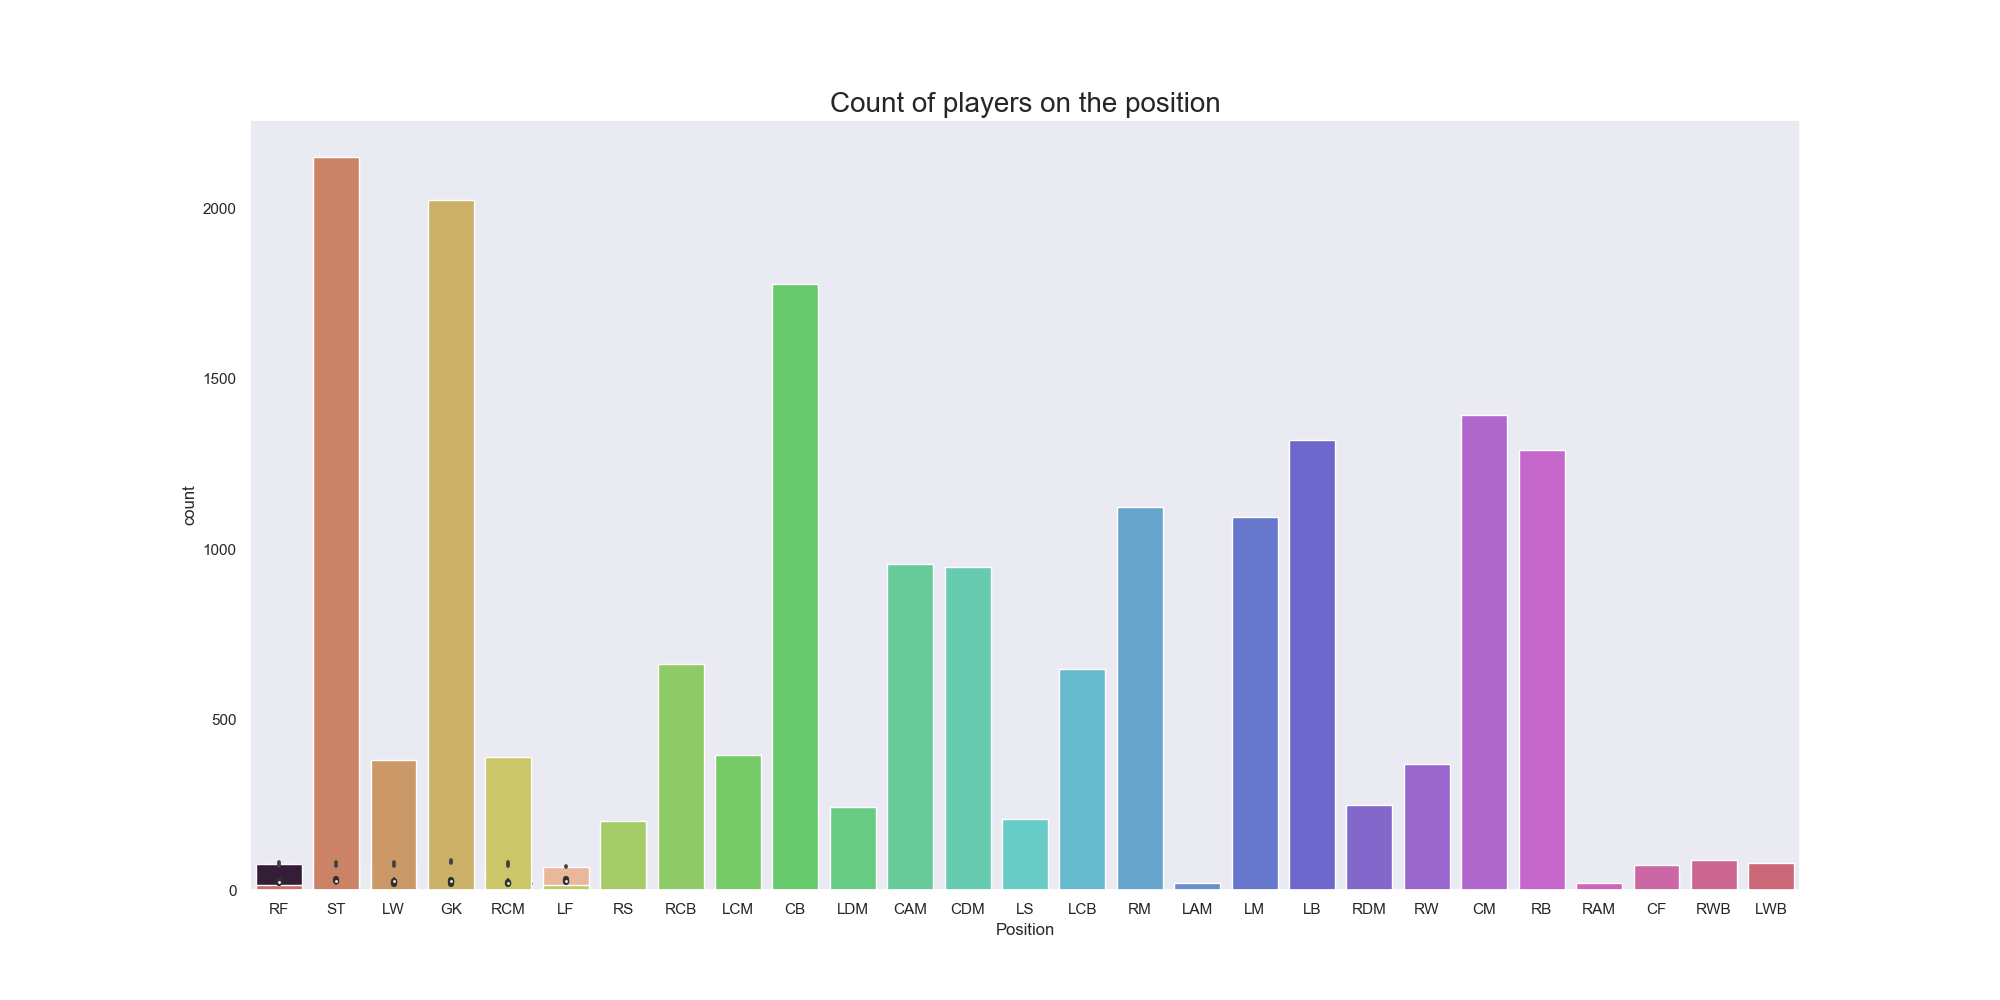 Count of players on the position
2000
1500
1000
500
0
count
RF ST LW GK RCM LF RS RCB LCM CB LDM CAM CDM LS LCB RM LAM LM LB RDM RW CM RB RAM CF RWB LWB
Position